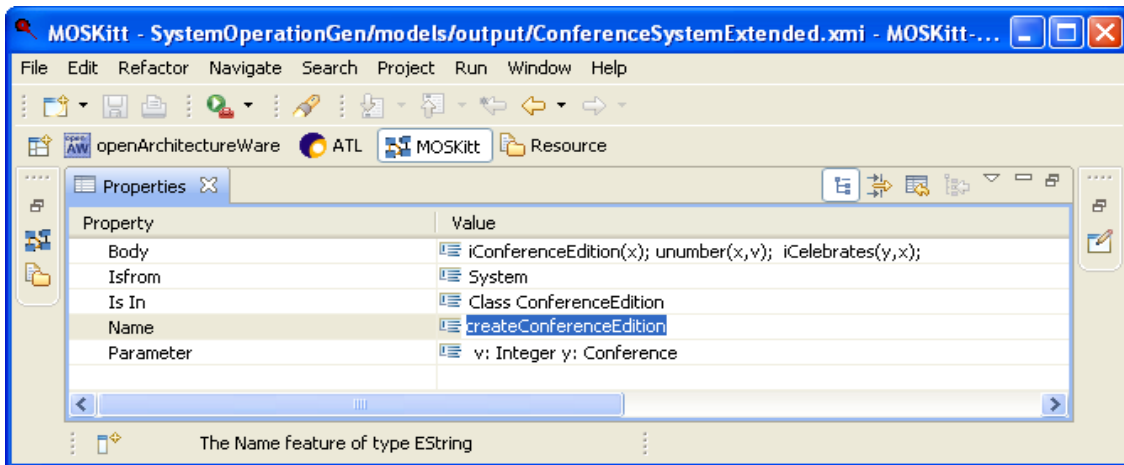 MOSKitt - SystemOperationGen/models/output/ConferenceSystemExtended.xmi - MOSKitt-...
File Edit Refactor Navigate Search Project Run Window Help
open AW openArchitectureWare ATL MOSKitt Resource
Properties
Property Value
Body iConferenceEdition(x); unumber(x,v); iCelebrates(y,x);
Isfrom System
Is In Class ConferenceEdition
Name createConferenceEdition
Parameter v: Integer y: Conference
The Name feature of type EString